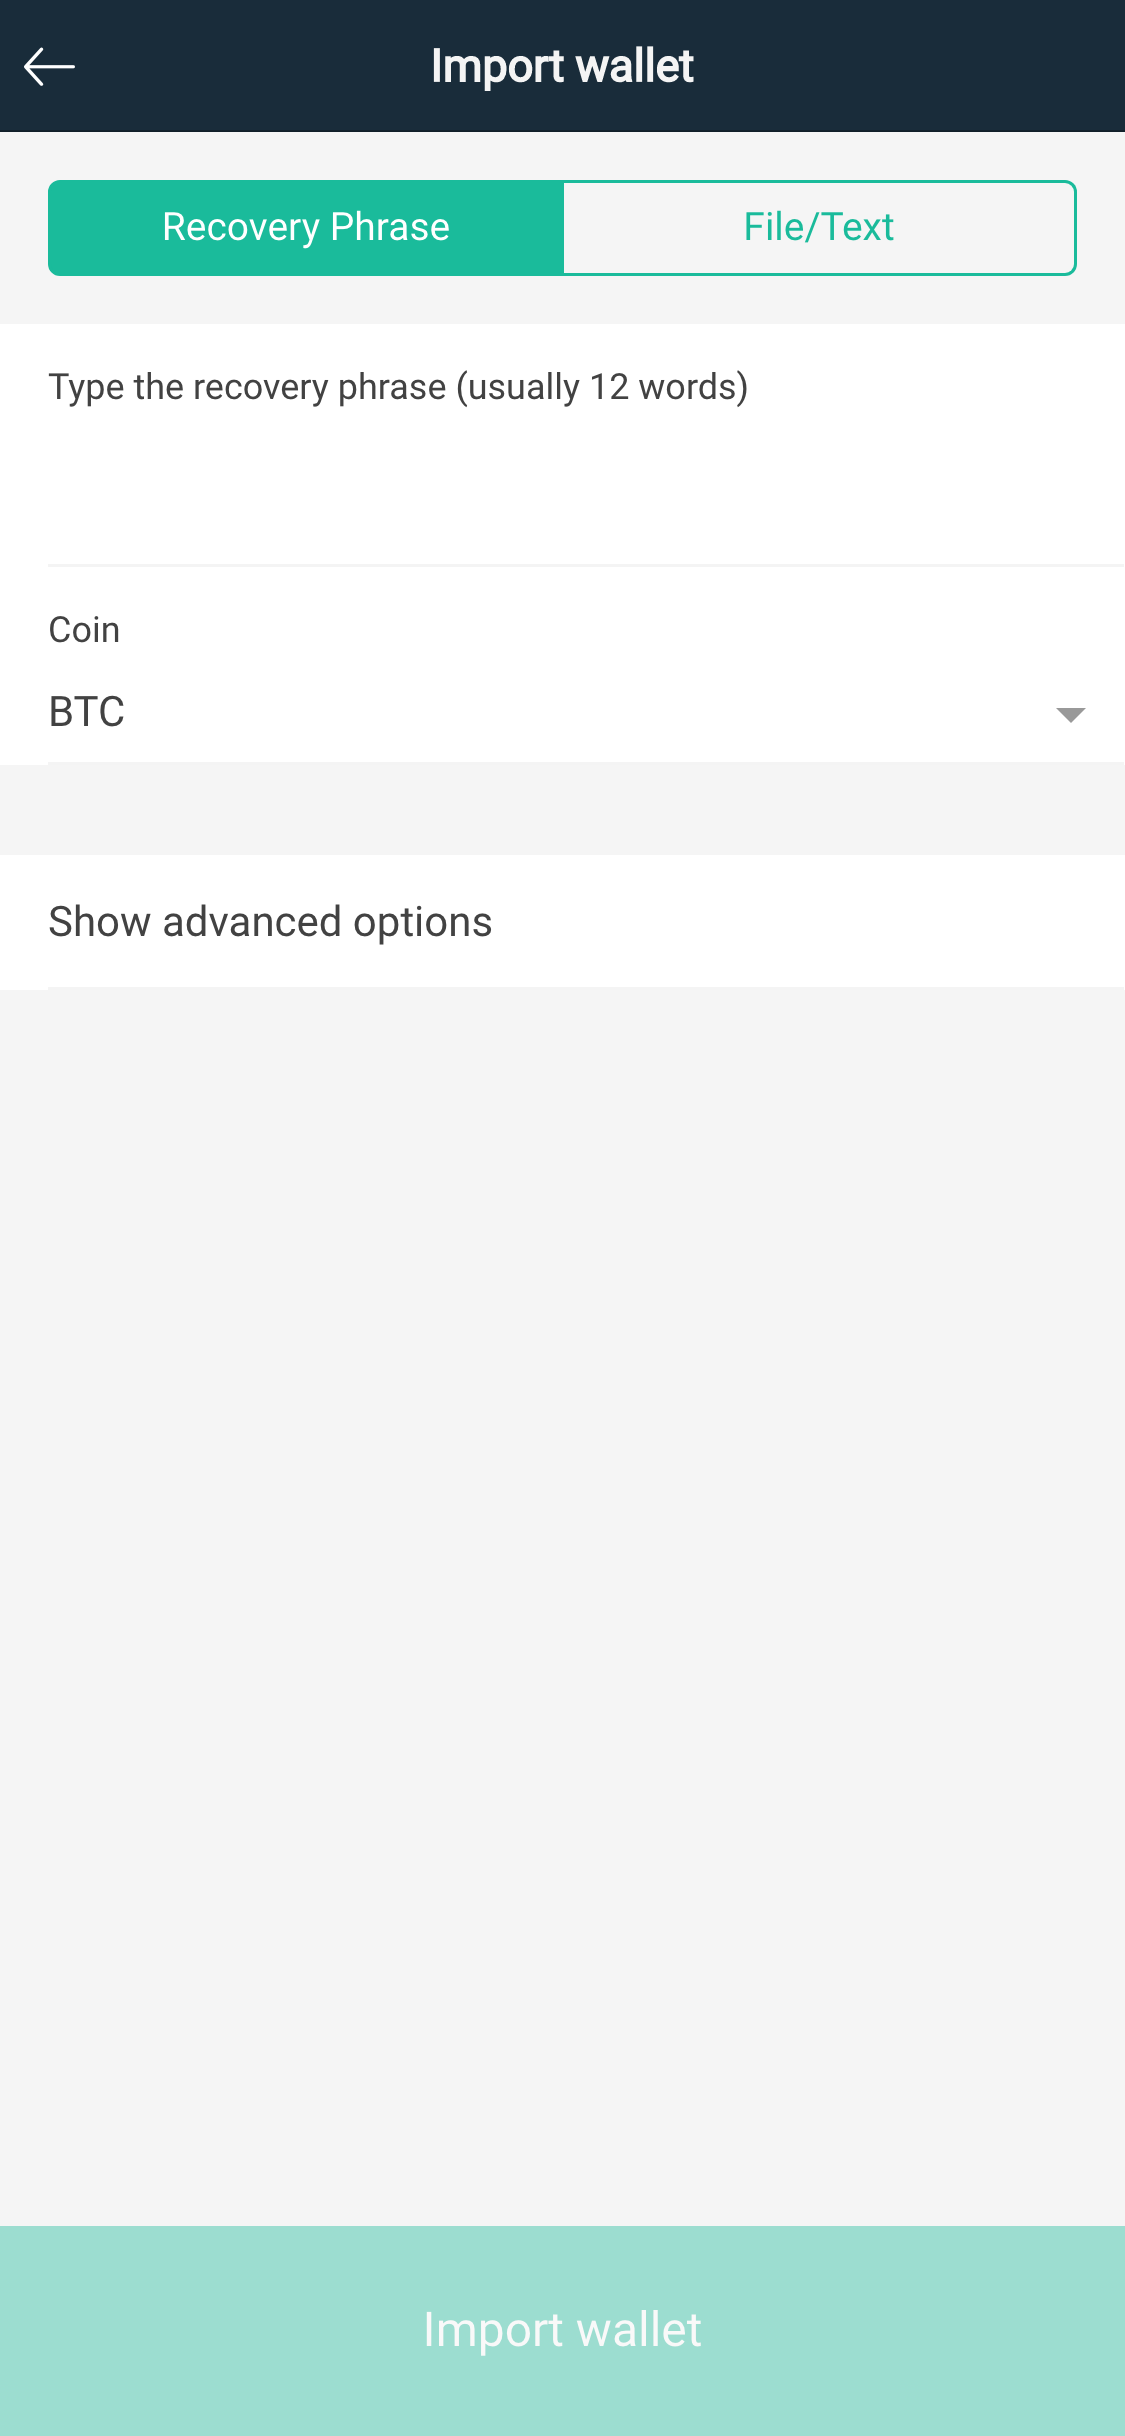 Import wallet
Recovery Phrase
File/Text
Type the recovery phrase (usually 12 words)
Coin
BTC
Show advanced options
Import wallet